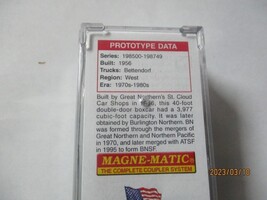 PROTOTYPE DATA
Series: 198500-198749
Built: 1956
Trucks: Bettendorf
Region: West
Era: 1970s-1980s
Built by Great Northern's St. Cloud
Car Shops in 1956, this 40-foot
double-door boxcar had a 3,977
cubic-foot capacity. It was later
obtained by Burlington Northern. BN
was formed through the mergers of
Great Northern and Northern Pacific
in 1970, and later merged with ATSF
in 1995 to form BNSF.
MAGNE-MATIC®
THE COMPLETE COUPLER SYSTEM
2023/03/10